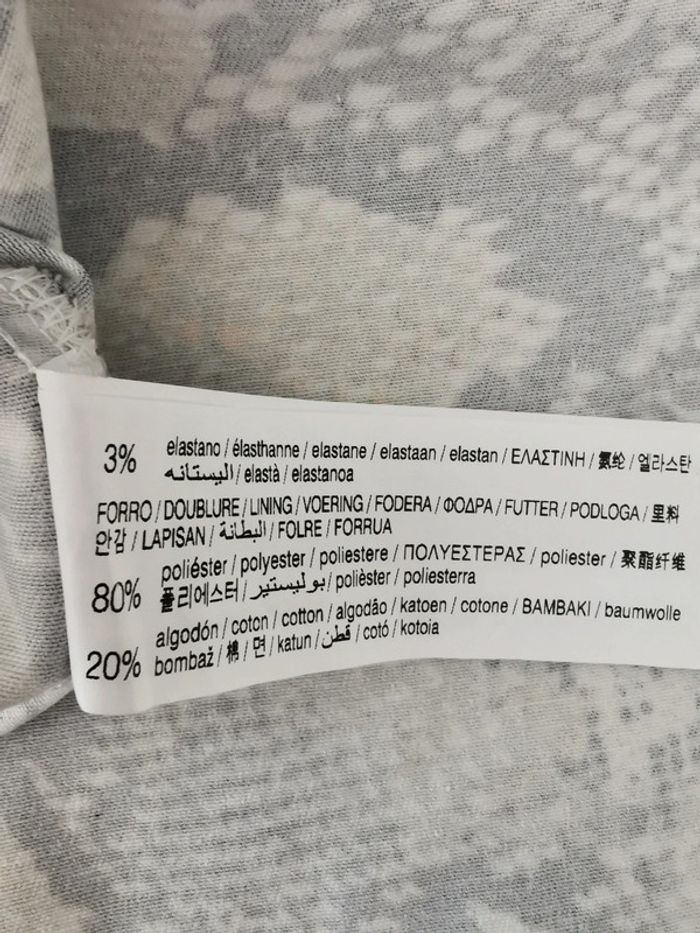 3% elastano / élasthanne / elastane / elastaan / elastan / ΕΛΑΣΤΙΝΗ / 氨纶 / 엘라스탄
اليستانه / elastà / elastanoa
FORRO / DOUBLURE / LINING / VOERING / FODERA / ΦΟΔΡΑ / FUTTER / PODLOGA / 里料
안감 / LAPISAN / البطانة / FOLRE / FORRUA
80% poliéster / polyester / poliestere / ΠΟΛΥΕΣΤΕΡΑΣ / poliester / 聚酯纤维
폴리에스터 / بوليستير / polièster / poliesterra
20% algodón / coton / cotton / algodão / katoen / cotone / BAMBAKI / baumwolle
bombaž / 棉 / 면 / katun / قطن / cotó / kotoia